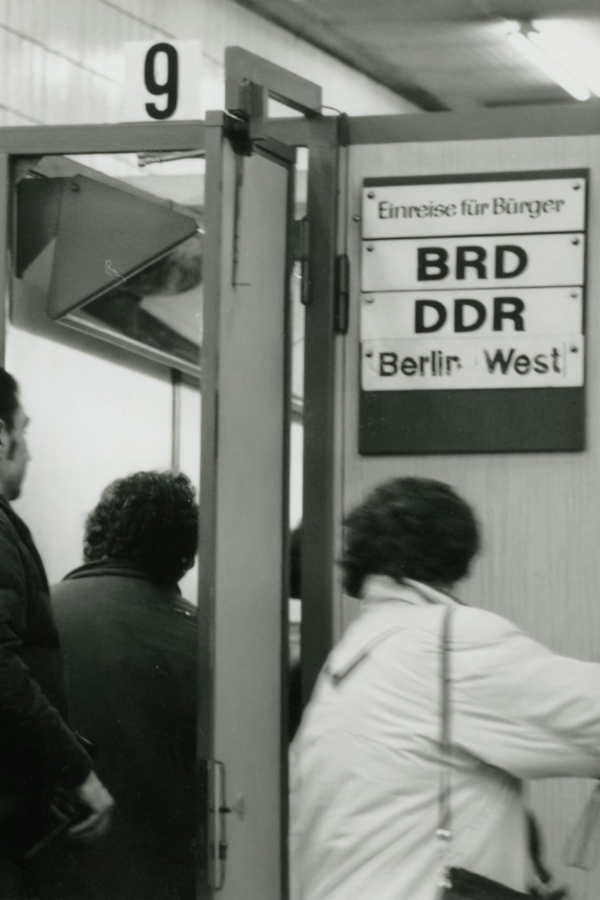 9
Einreise für Bürger
BRD
DDR
Berlin West